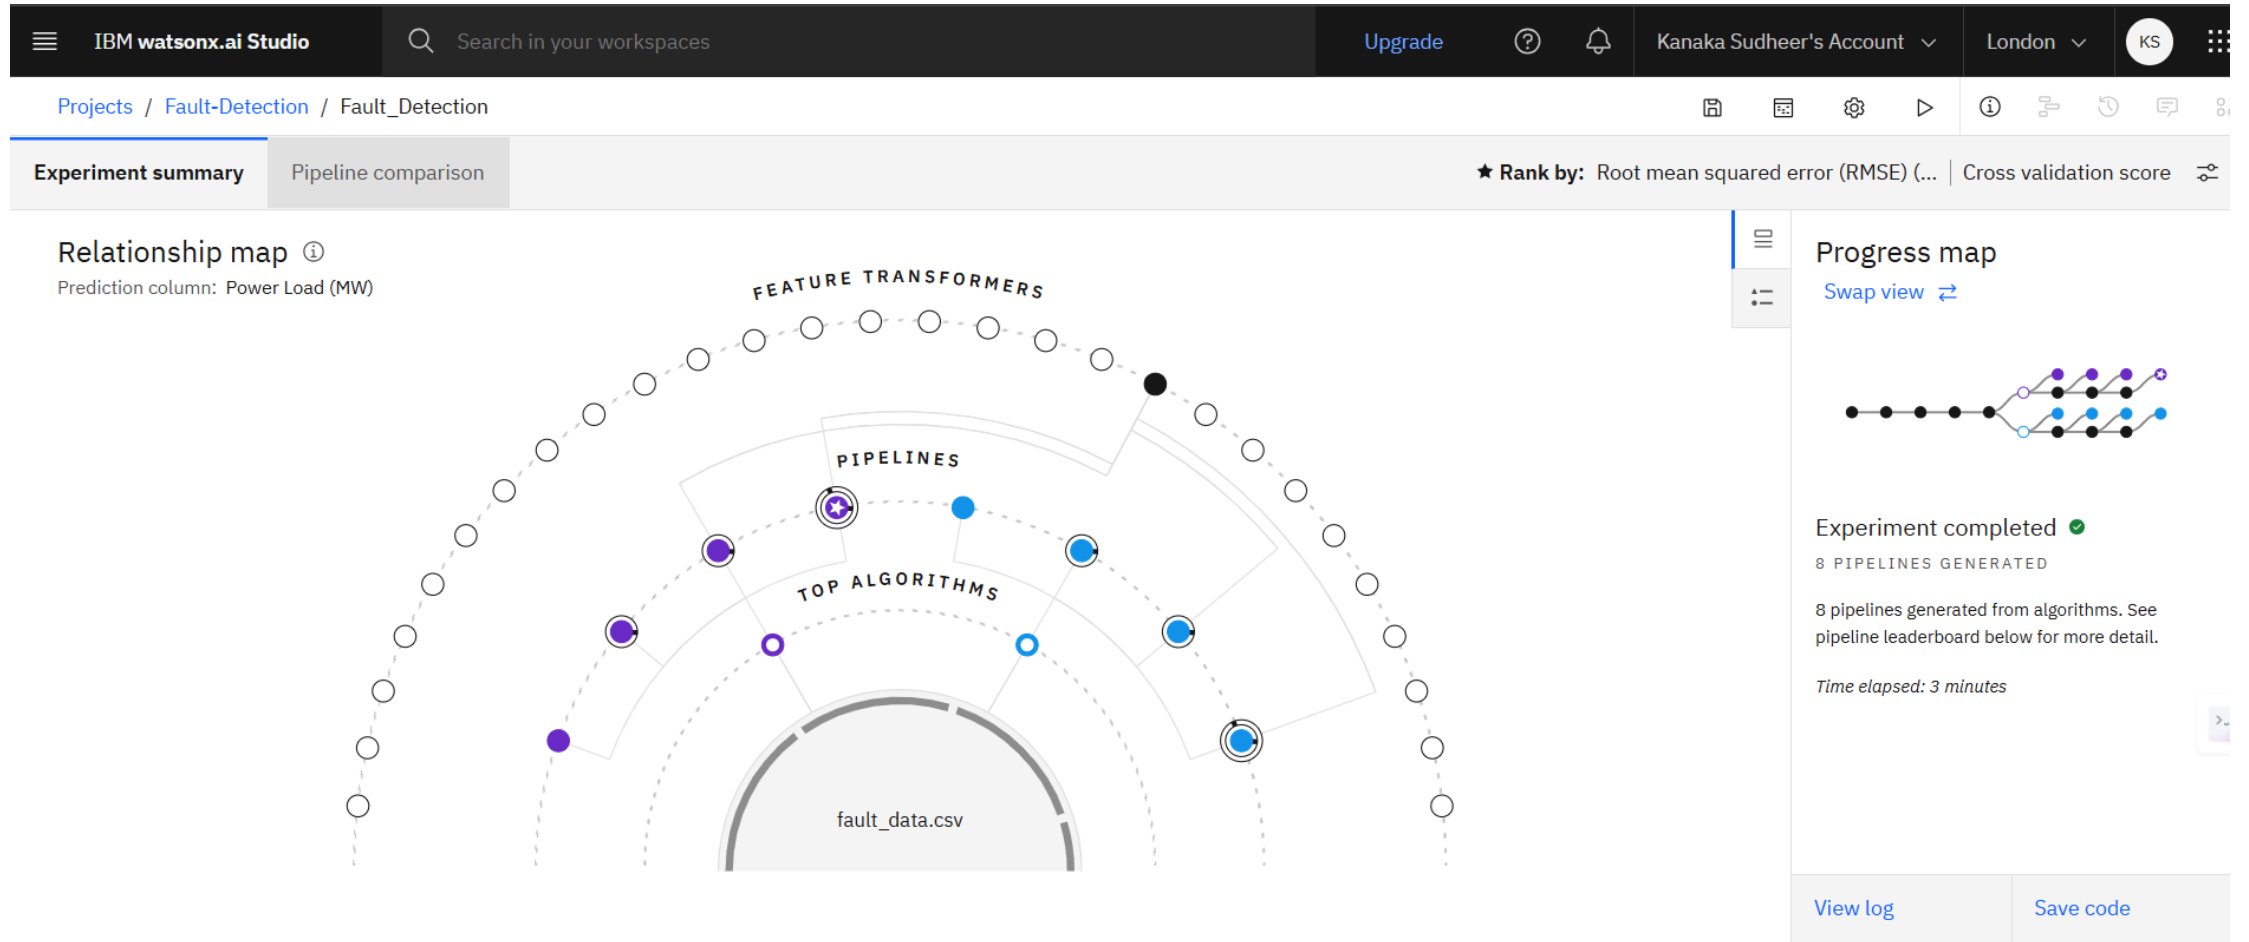 IBM watsonx.ai Studio
Search in your workspaces
Upgrade
Kanaka Sudheer's Account
London
KS
Projects / Fault-Detection / Fault_Detection
Experiment summary
Pipeline comparison
Rank by: Root mean squared error (RMSE) (... | Cross validation score
Relationship map
Prediction column: Power Load (MW)
FEATURE TRANSFORMERS
PIPELINES
TOP ALGORITHMS
fault_data.csv
Progress map
Swap view
Experiment completed
8 PIPELINES GENERATED
8 pipelines generated from algorithms. See
pipeline leaderboard below for more detail.
Time elapsed: 3 minutes
View log
Save code